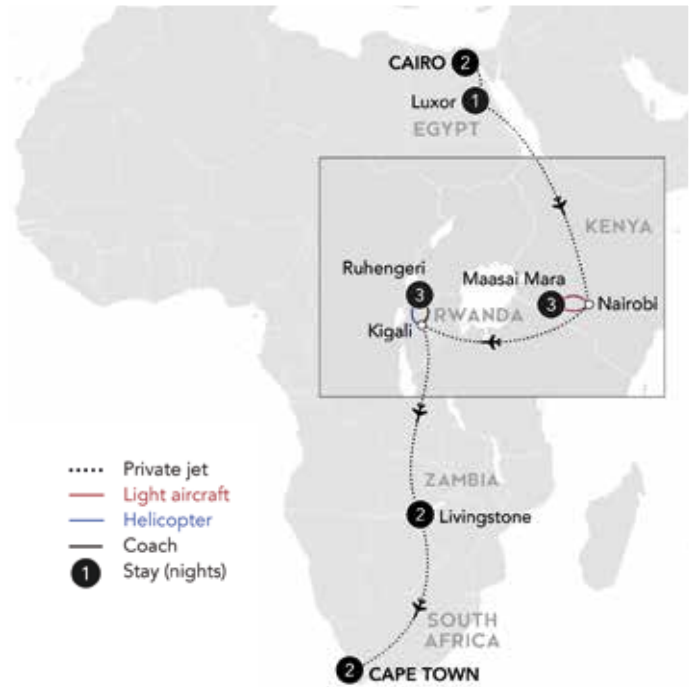 CAIRO 2
Luxor 1
EGYPT
KENYA
Ruhengeri
3
Maasai Mara
3
Nairobi
RWANDA
Kigali
ZAMBIA
2 Livingstone
SOUTH
AFRICA
2 CAPE TOWN
Private jet
Light aircraft
Helicopter
Coach
1 Stay (nights)